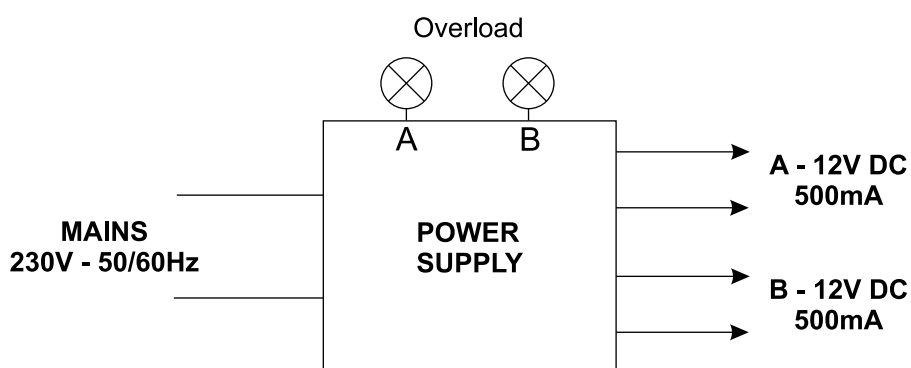 Overload
A
B
MAINS
230V - 50/60Hz
POWER
SUPPLY
A - 12V DC
500mA
B - 12V DC
500mA